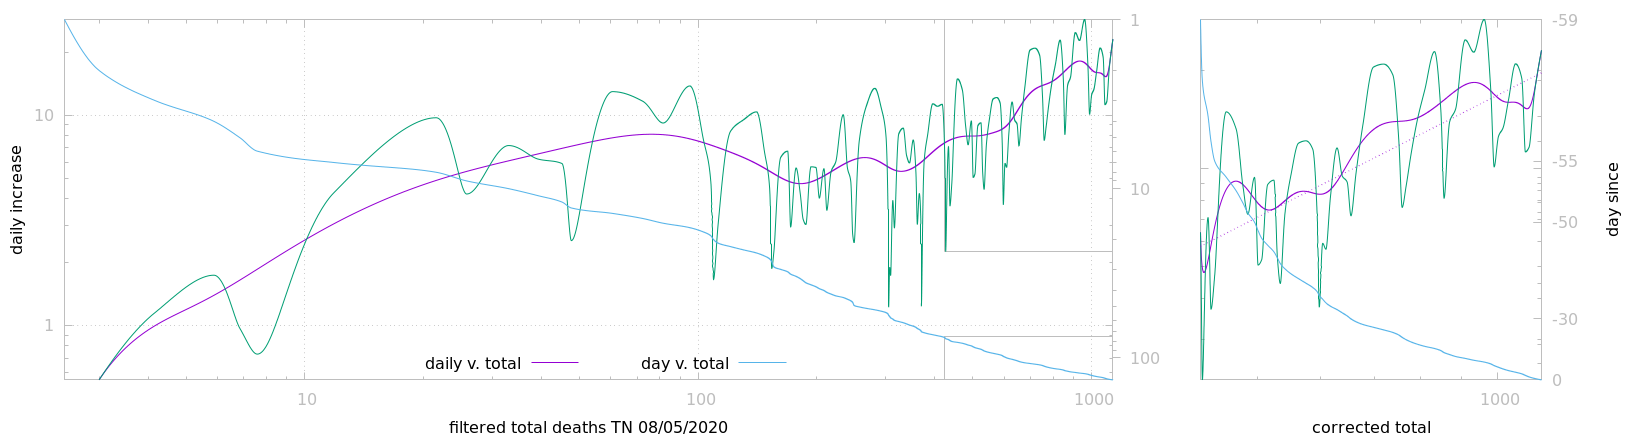 1
-59
10
daily increase
-55
day since
10
-50
1
-30
daily v. total
day v. total
100
0
10
100
1000
1000
filtered total deaths TN 08/05/2020
corrected total